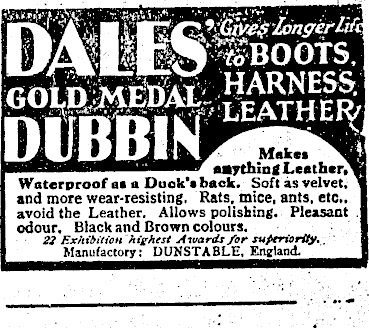 DALES' Gives Longer Life
GOLD MEDAL to BOOTS,
DUBBIN HARNESS,
LEATHER,
Makes
anything Leather,
Waterproof as a Duck's back. Soft as velvet,
and more wear-resisting. Rats, mice, ants, etc.,
avoid the Leather. Allows polishing. Pleasant
odour. Black and Brown colours.
22 Exhibition highest Awards for superiority.
Manufactory: DUNSTABLE, England.